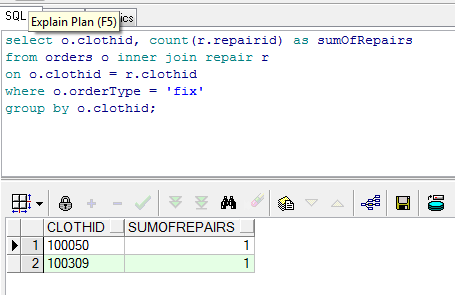 SQL
Explain Plan (F5)
select o.clothid, count(r.repairid) as sumOfRepairs
from orders o inner join repair r
on o.clothid = r.clothid
where o.orderType = 'fix'
group by o.clothid;
CLOTHID SUMOFREPAIRS
1 100050 1
2 100309 1